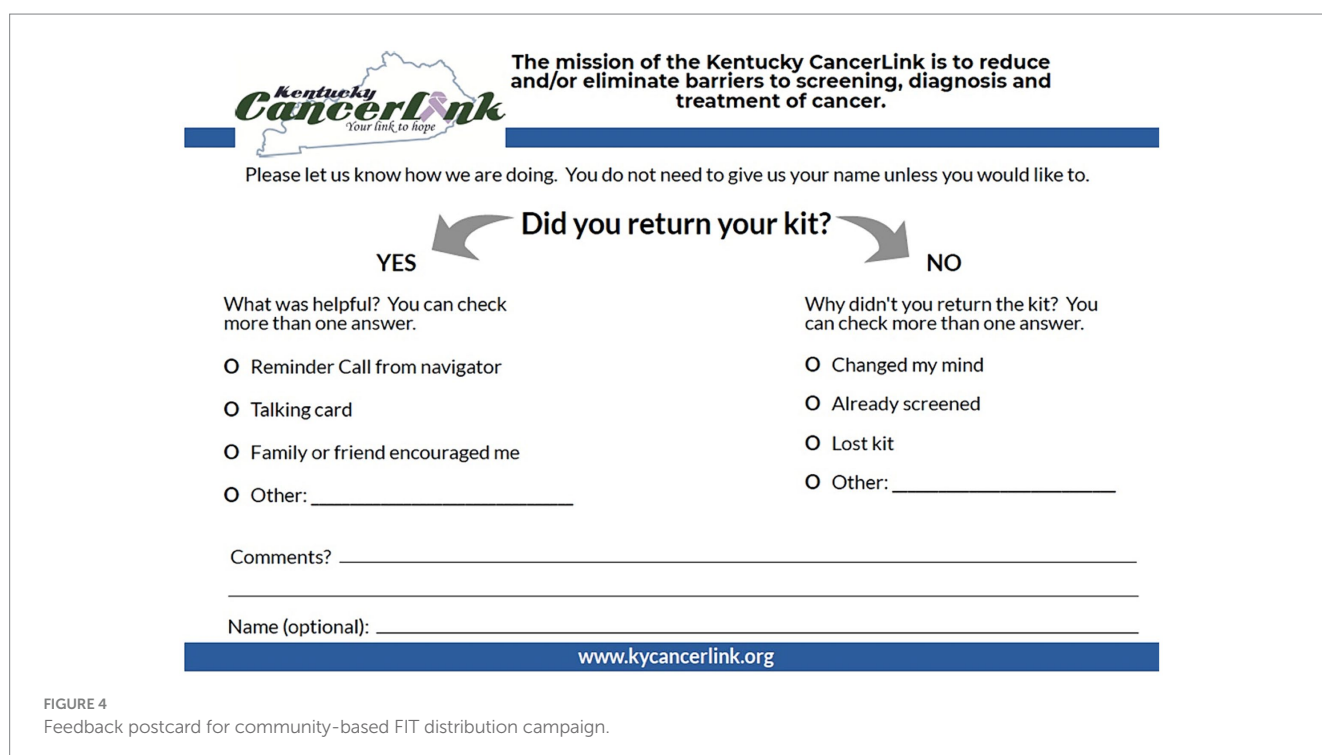 Kentucky
CancerLink
Your link to hope
The mission of the Kentucky CancerLink is to reduce
and/or eliminate barriers to screening, diagnosis and
treatment of cancer.
Please let us know how we are doing. You do not need to give us your name unless you would like to.
Did you return your kit?
YES
What was helpful? You can check
more than one answer.
O Reminder Call from navigator
O Talking card
O Family or friend encouraged me
O Other: ____________________
NO
Why didn't you return the kit? You
can check more than one answer.
O Changed my mind
O Already screened
O Lost kit
O Other: ____________________
Comments? ____________________
Name (optional): ____________________
www.kycancerlink.org
FIGURE 4
Feedback postcard for community-based FIT distribution campaign.